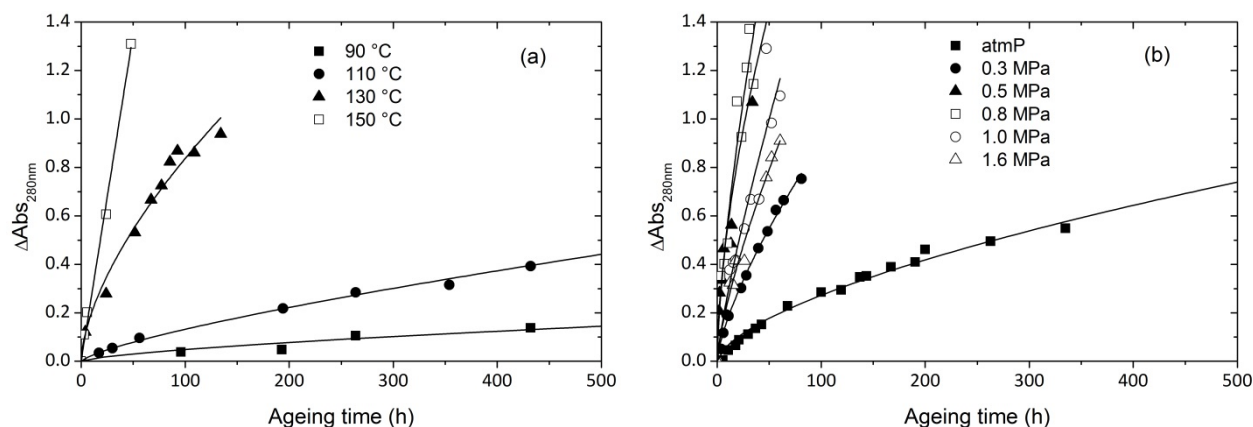 1.4
1.2
1.0
0.8
0.6
0.4
0.2
0.0
0
100
200
300
400
500
ΔAbs280nm
Ageing time (h)
(a)
90 °C
110 °C
130 °C
150 °C
1.4
1.2
1.0
0.8
0.6
0.4
0.2
0.0
0
100
200
300
400
500
ΔAbs280nm
Ageing time (h)
(b)
atmP
0.3 MPa
0.5 MPa
0.8 MPa
1.0 MPa
1.6 MPa